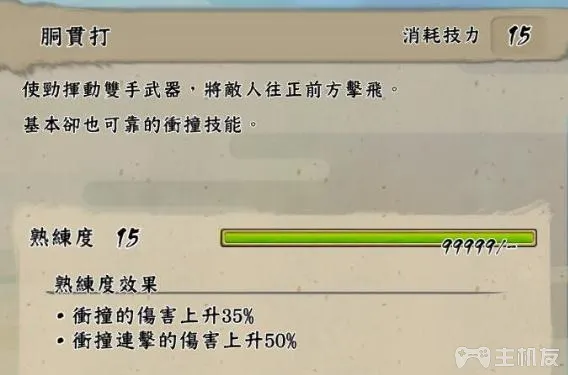 胴貫打 消耗技力 15
使勁揮動雙手武器，將敵人往正前方擊飛。
基本卻也可靠的衝撞技能。
熟練度 15
99999/--
熟練度效果
・衝撞的傷害上升35%
・衝撞連擊的傷害上升50%
主机友